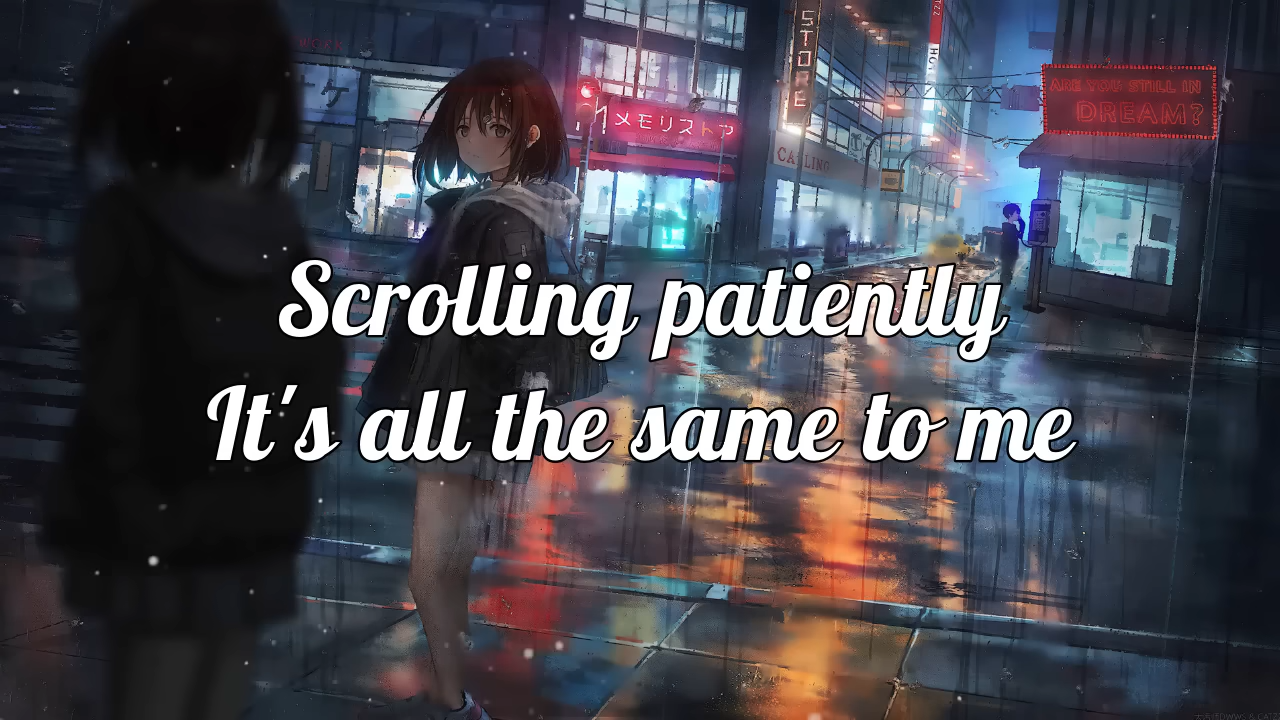 STORE
メモリストア
CALLING
ARE YOU STILL IN
DREAM?
Scrolling patiently
It's all the same to me